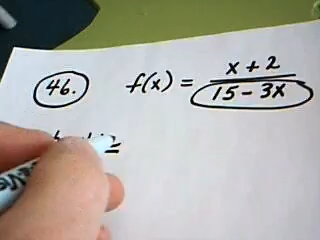 46. f(x) = x + 2 / 15 - 3x